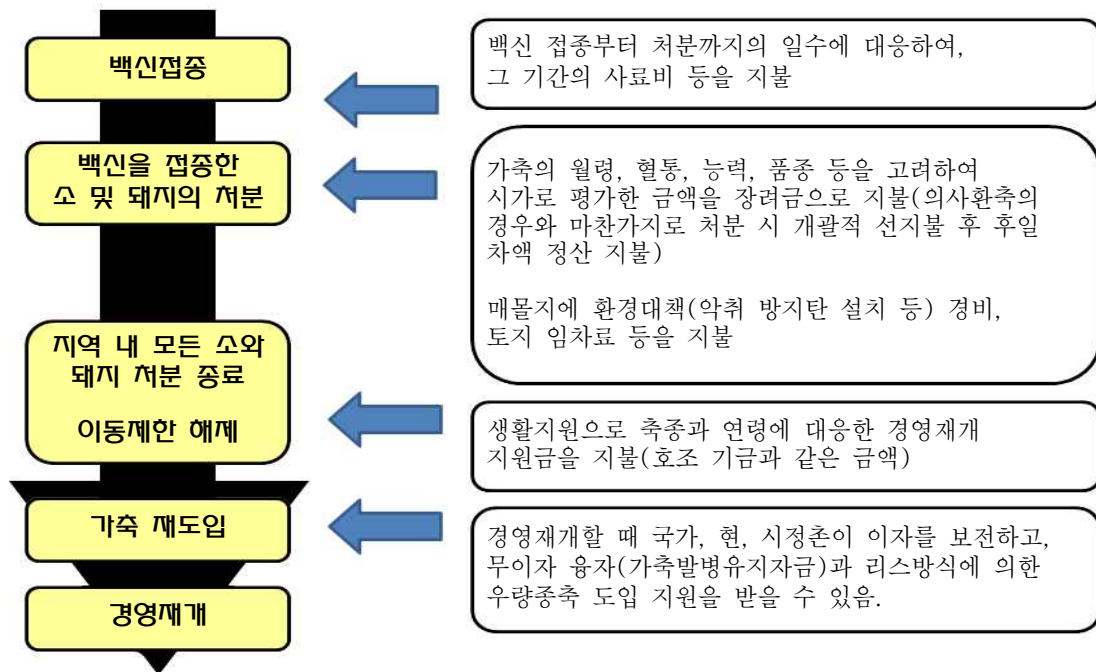 백신접종
백신 접종부터 처분까지의 일수에 대응하여,
그 기간의 사료비 등을 지불
백신을 접종한
소 및 돼지의 처분
가축의 월령, 혈통, 능력, 품종 등을 고려하여
시가로 평가한 금액을 장려금으로 지불(의사환축의
경우와 마찬가지로 처분 시 개괄적 선지불 후 후일
차액 정산 지불)
매몰지에 환경대책(악취 방지탄 설치 등) 경비,
토지 임차료 등을 지불
지역 내 모든 소와
돼지 처분 종료
이동제한 해제
생활지원으로 축종과 연령에 대응한 경영재개
지원금을 지불(호조 기금과 같은 금액)
가축 재도입
경영재개할 때 국가, 현, 시정촌이 이자를 보전하고,
무이자 융자(가축발병유지자금)과 리스방식에 의한
우량종축 도입 지원을 받을 수 있음.
경영재개